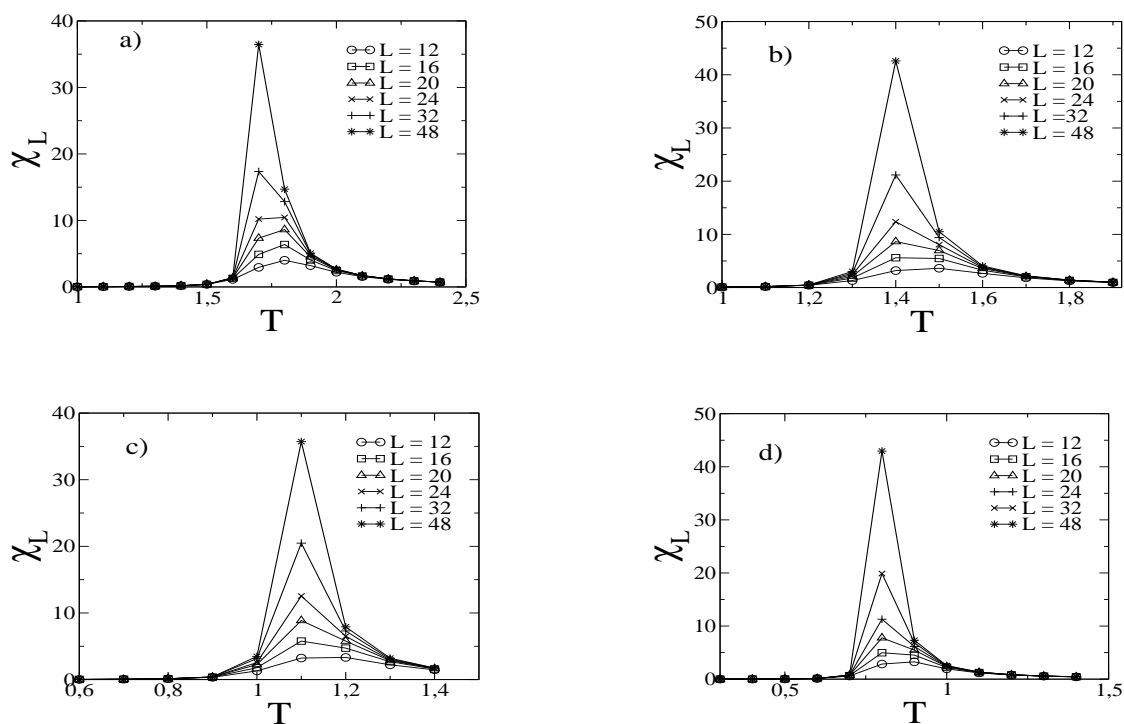 a)
40
30
20
10
0
χL
L = 12
L = 16
L = 20
L = 24
L = 32
L = 48
1
1,5
2
2,5
T
b)
50
40
30
20
10
0
χL
L = 12
L = 16
L = 20
L = 24
L =32
L = 48
1
1,2
1,4
1,6
1,8
T
c)
40
30
20
10
0
χL
L = 12
L = 16
L = 20
L = 24
L = 32
L = 48
0,6
0,8
1
1,2
1,4
T
d)
50
40
30
20
10
0
χL
L = 12
L = 16
L = 20
L = 24
L = 32
L = 48
0,5
1
1,5
T